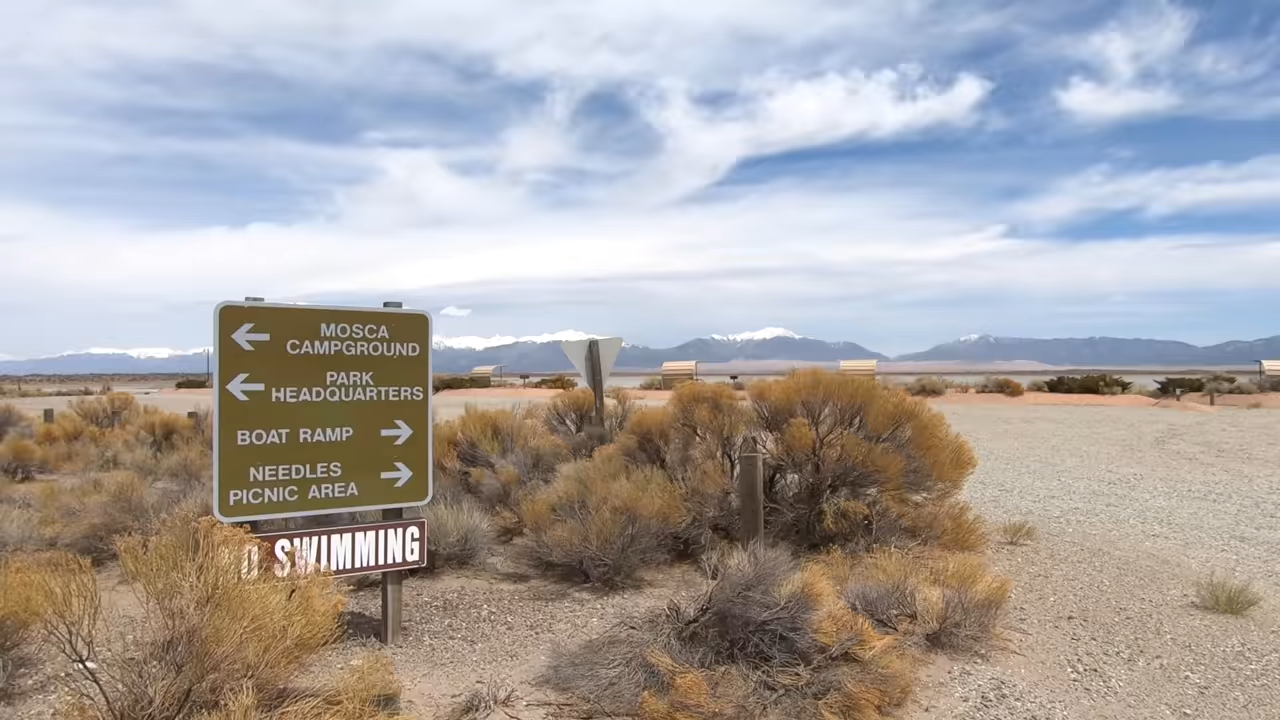 MOSCA
CAMPGROUND
PARK
HEADQUARTERS
BOAT RAMP
NEEDLES
PICNIC AREA
SWIMMING